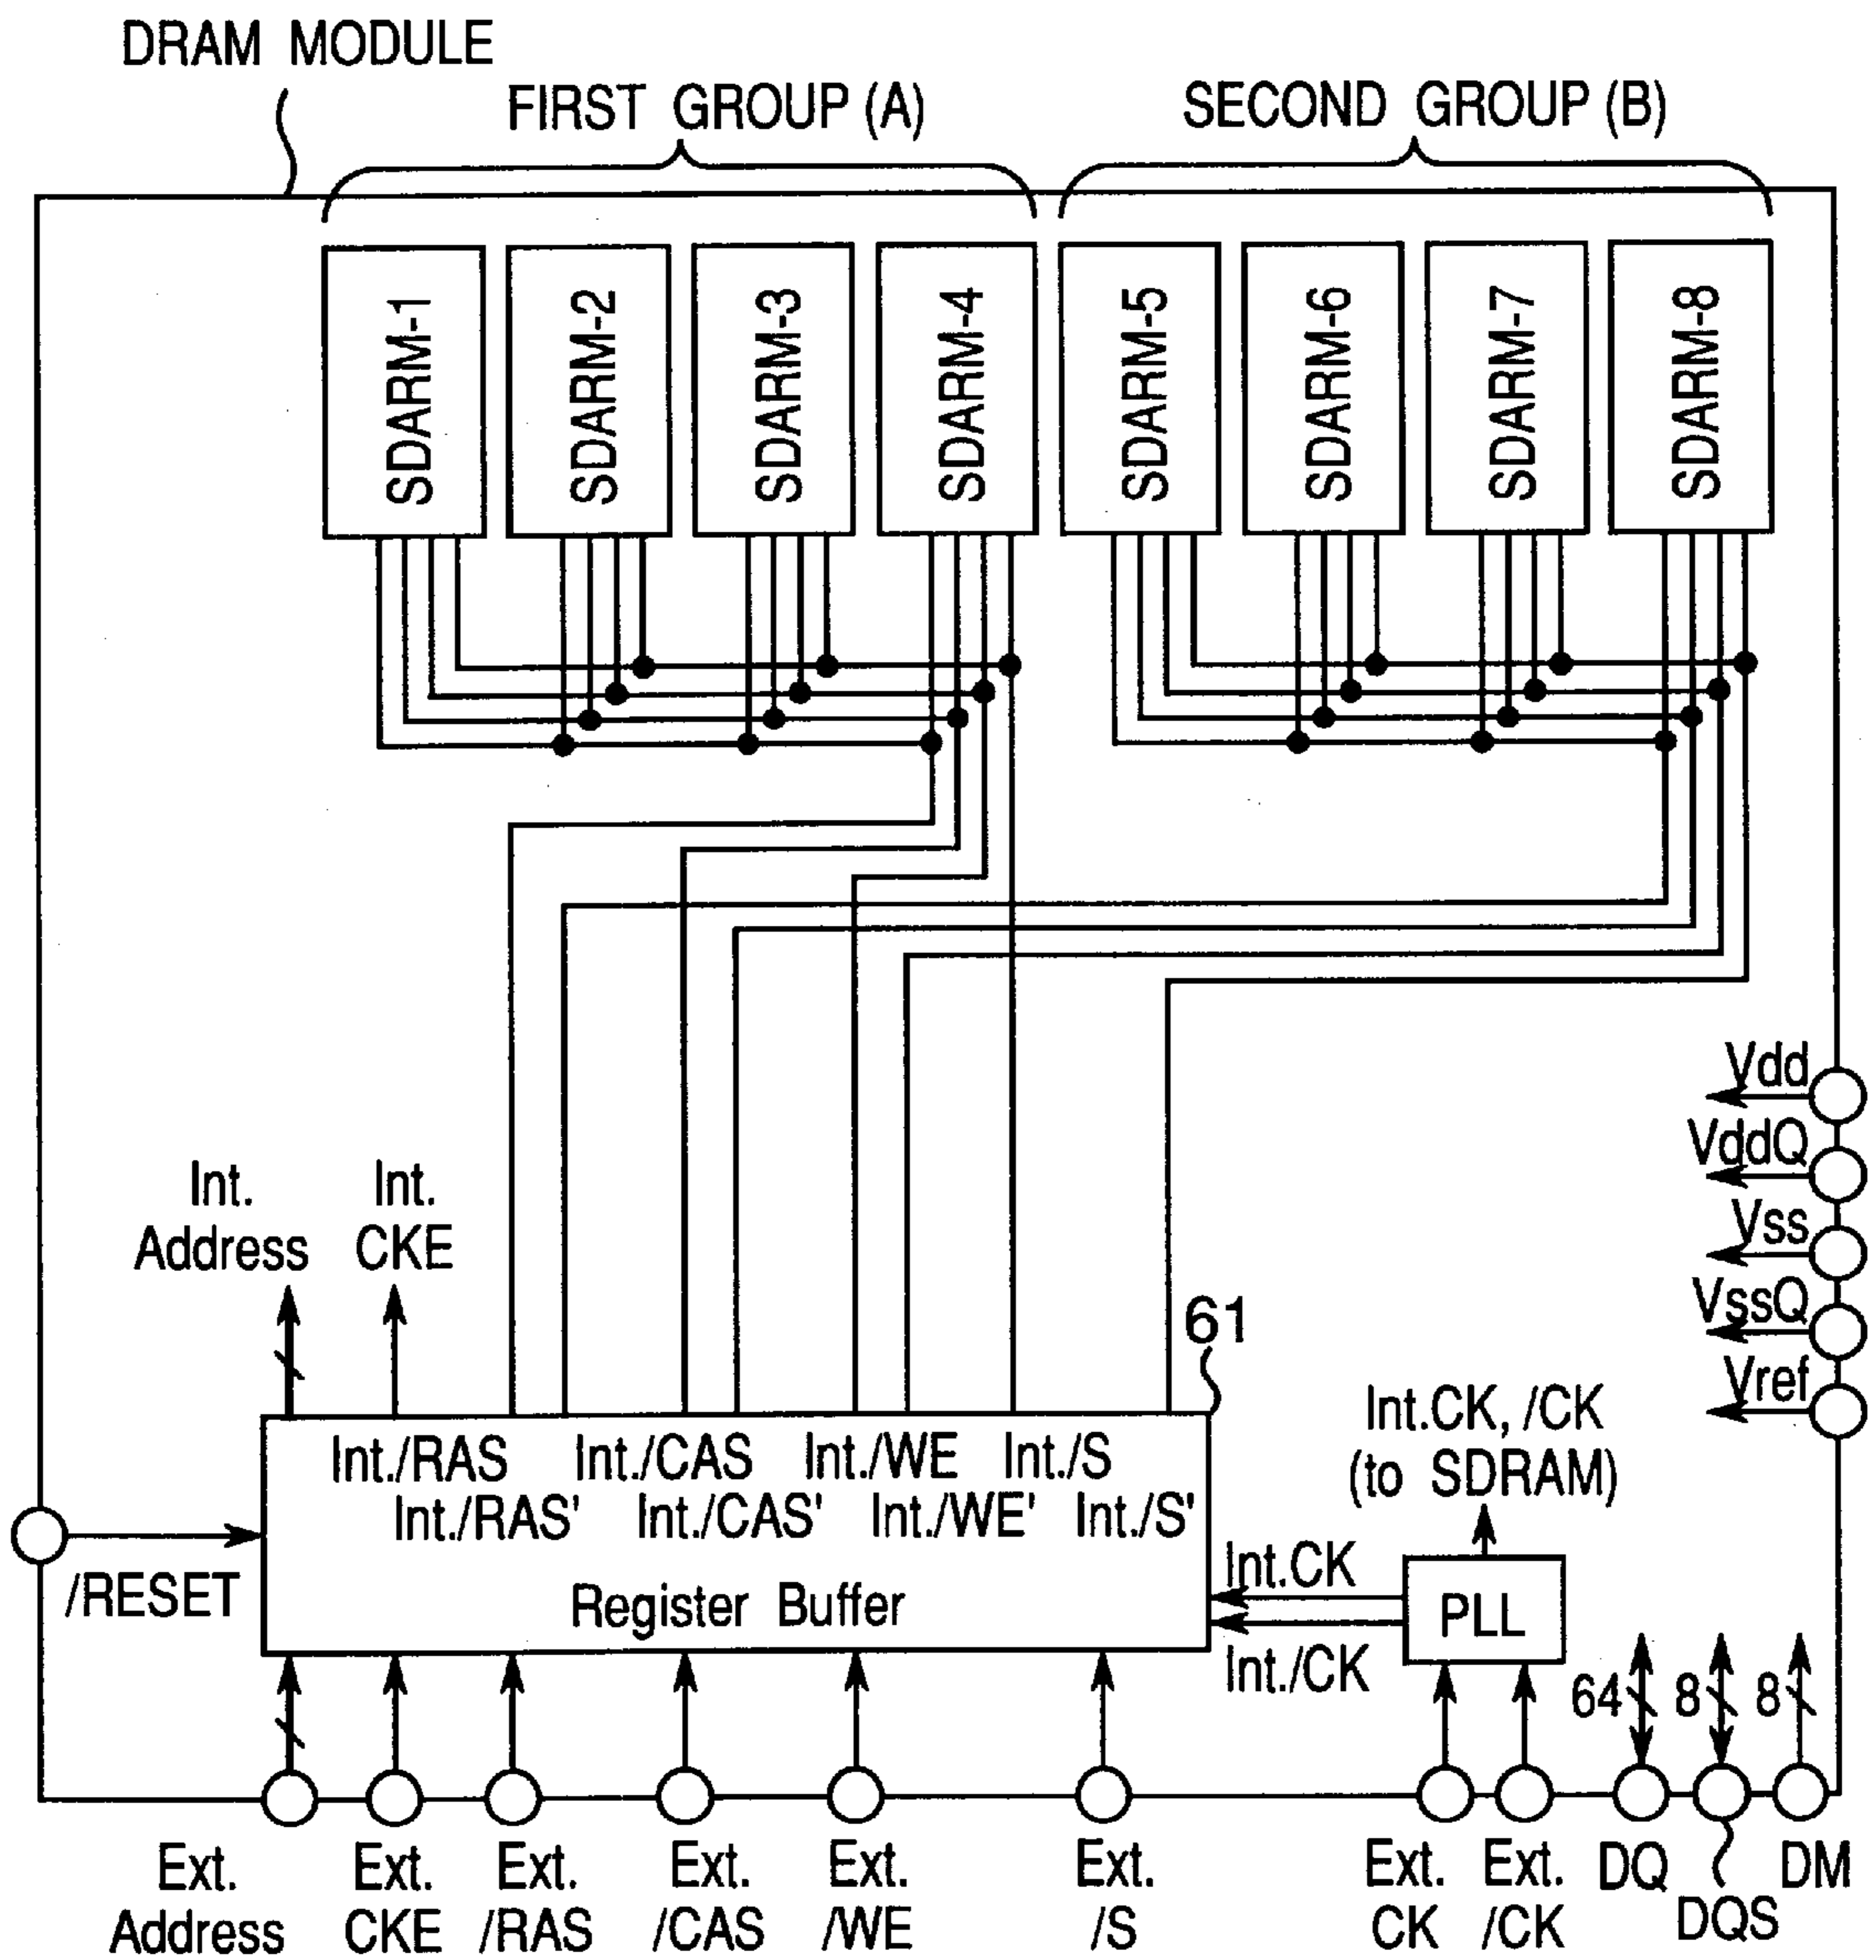 DRAM MODULE
FIRST GROUP (A)
SECOND GROUP (B)
SDARM-1
SDARM-2
SDARM-3
SDARM-4
SDARM-5
SDARM-6
SDARM-7
SDARM-8
Vdd
VddQ
Vss
VssQ
Vref
Int.
Address
Int.
CKE
61
Int.CK, /CK
(to SDRAM)
Int./RAS
Int./CAS
Int./WE
Int./S
Int./RAS'
Int./CAS'
Int./WE'
Int./S'
/RESET
Register Buffer
Int.CK
Int./CK
PLL
64
8
8
Ext.
Address
Ext.
CKE
Ext.
/RAS
Ext.
/CAS
Ext.
/WE
Ext.
/S
Ext.
CK
Ext.
/CK
DQ
DQS
DM